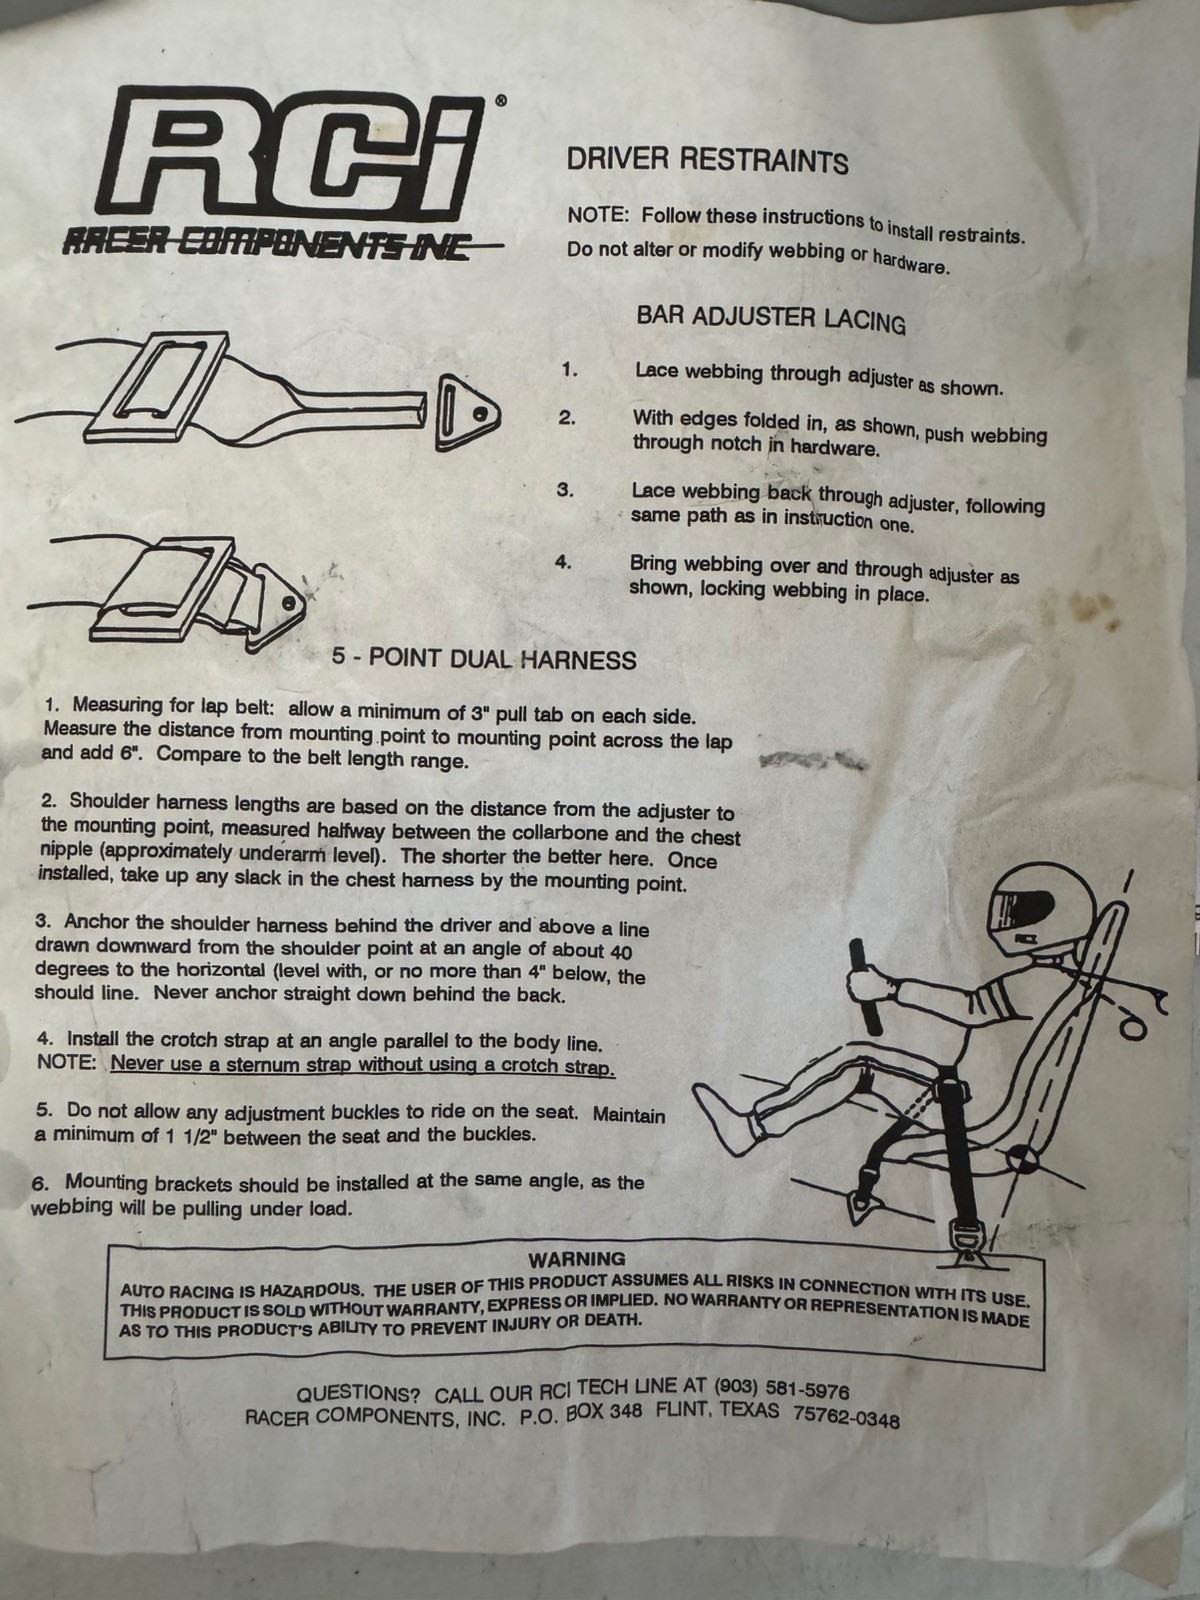 RCi®
RACER COMPONENTS INC
DRIVER RESTRAINTS
NOTE: Follow these instructions to install restraints.
Do not alter or modify webbing or hardware.
BAR ADJUSTER LACING
1. Lace webbing through adjuster as shown.
2. With edges folded in, as shown, push webbing
through notch in hardware.
3. Lace webbing back through adjuster, following
same path as in instruction one.
4. Bring webbing over and through adjuster as
shown, locking webbing in place.
5 - POINT DUAL HARNESS
1. Measuring for lap belt: allow a minimum of 3" pull tab on each side.
Measure the distance from mounting point to mounting point across the lap
and add 6". Compare to the belt length range.
2. Shoulder harness lengths are based on the distance from the adjuster to
the mounting point, measured halfway between the collarbone and the chest
nipple (approximately underarm level). The shorter the better here. Once
installed, take up any slack in the chest harness by the mounting point.
3. Anchor the shoulder harness behind the driver and above a line
drawn downward from the shoulder point at an angle of about 40
degrees to the horizontal (level with, or no more than 4" below, the
should line. Never anchor straight down behind the back.
4. Install the crotch strap at an angle parallel to the body line.
NOTE: Never use a sternum strap without using a crotch strap.
5. Do not allow any adjustment buckles to ride on the seat. Maintain
a minimum of 1 1/2" between the seat and the buckles.
6. Mounting brackets should be installed at the same angle, as the
webbing will be pulling under load.
WARNING
AUTO RACING IS HAZARDOUS. THE USER OF THIS PRODUCT ASSUMES ALL RISKS IN CONNECTION WITH ITS USE.
THIS PRODUCT IS SOLD WITHOUT WARRANTY, EXPRESS OR IMPLIED. NO WARRANTY OR REPRESENTATION IS MADE
AS TO THIS PRODUCT'S ABILITY TO PREVENT INJURY OR DEATH.
QUESTIONS? CALL OUR RCI TECH LINE AT (903) 581-5976
RACER COMPONENTS, INC. P.O. BOX 348 FLINT, TEXAS 75762-0348